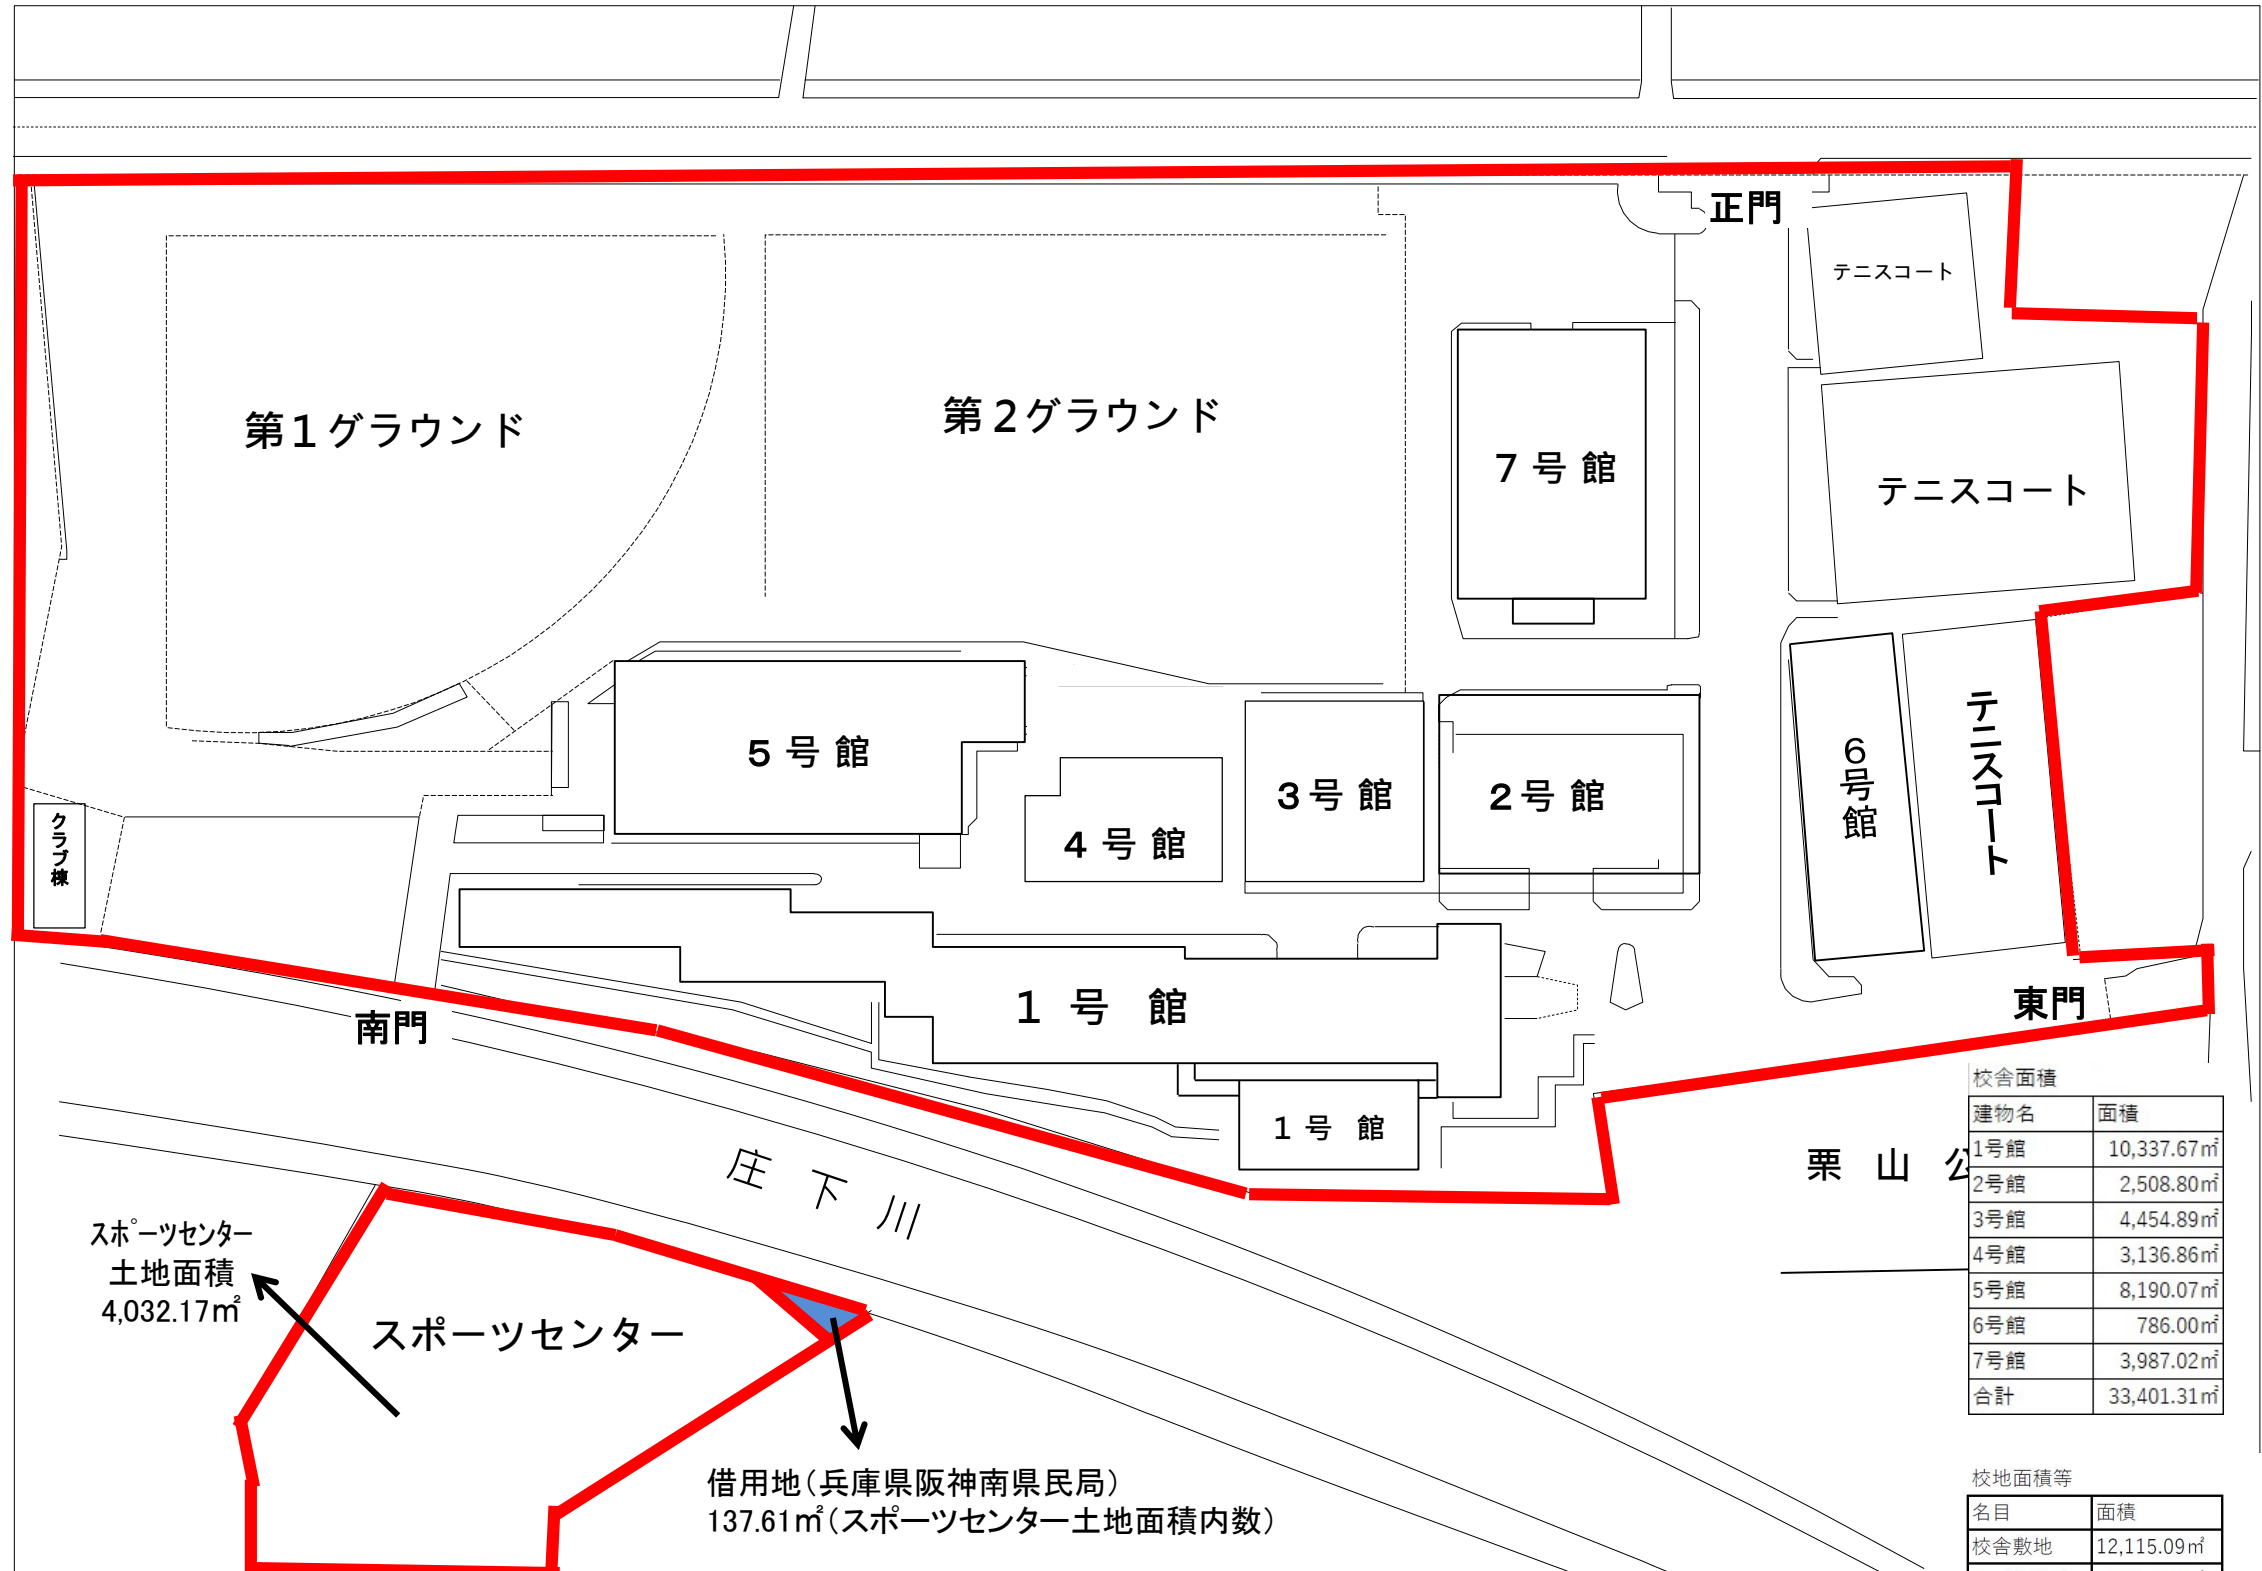 正門
テニスコート
第1グラウンド
第2グラウンド
7号館
テニスコート
5号館
4号館
3号館
2号館
6号館
テニスコート
クラブ棟
1号館
南門
東門
1号館
庄下川
栗山公
スポーツセンター
土地面積
4,032.17㎡
スポーツセンター
借用地(兵庫県阪神南県民局)
137.61㎡(スポーツセンター土地面積内数)
校舎面積
建物名 面積
1号館 10,337.67㎡
2号館 2,508.80㎡
3号館 4,454.89㎡
4号館 3,136.86㎡
5号館 8,190.07㎡
6号館 786.00㎡
7号館 3,987.02㎡
合計 33,401.31㎡
校地面積等
名目 面積
校舎敷地 12,115.09㎡